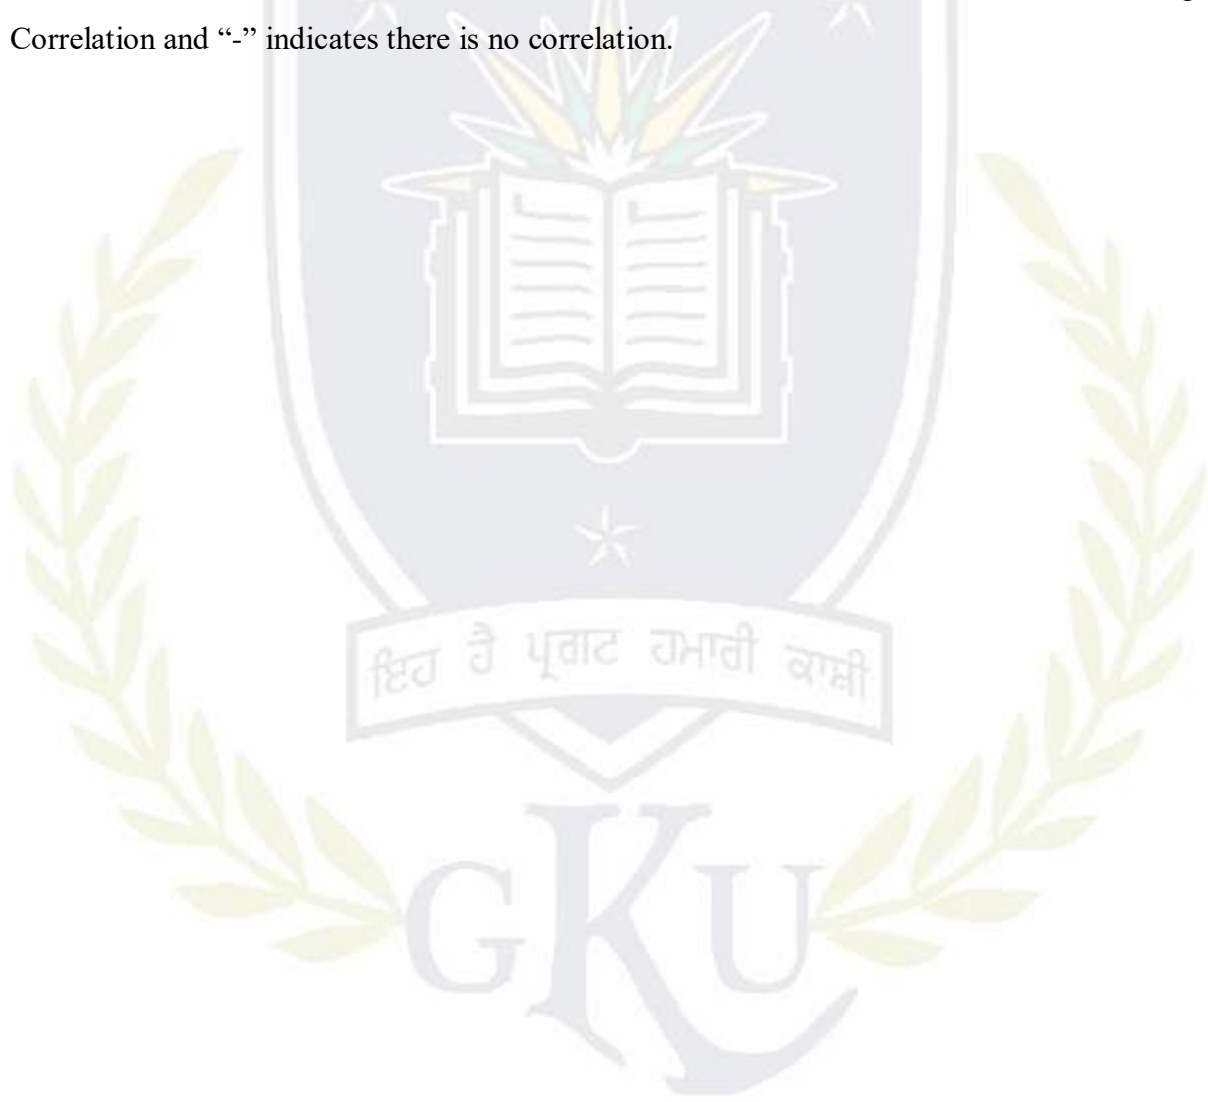 Correlation and “-” indicates there is no correlation.
ਇਹ ਹੈ ਪ੍ਰਗਟ ਹਮਾਰੀ ਕਾਸ਼ੀ
GKU